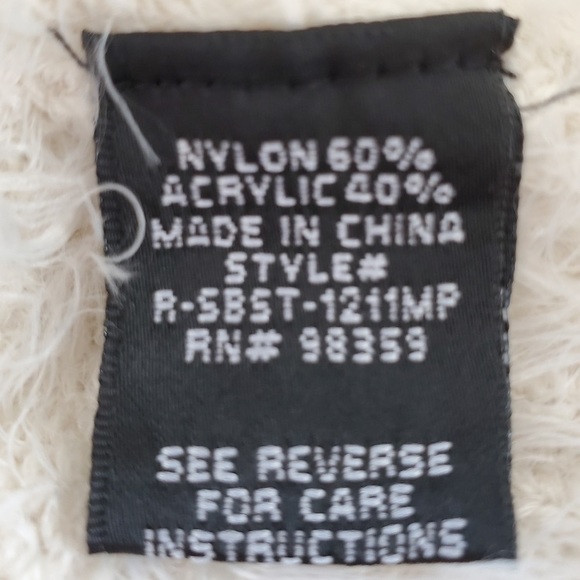 NYLON 60%
ACRYLIC 40%
MADE IN CHINA
STYLE#
R-SBST-1211MP
RN# 98359
SEE REVERSE
FOR CARE
INSTRUCTIONS